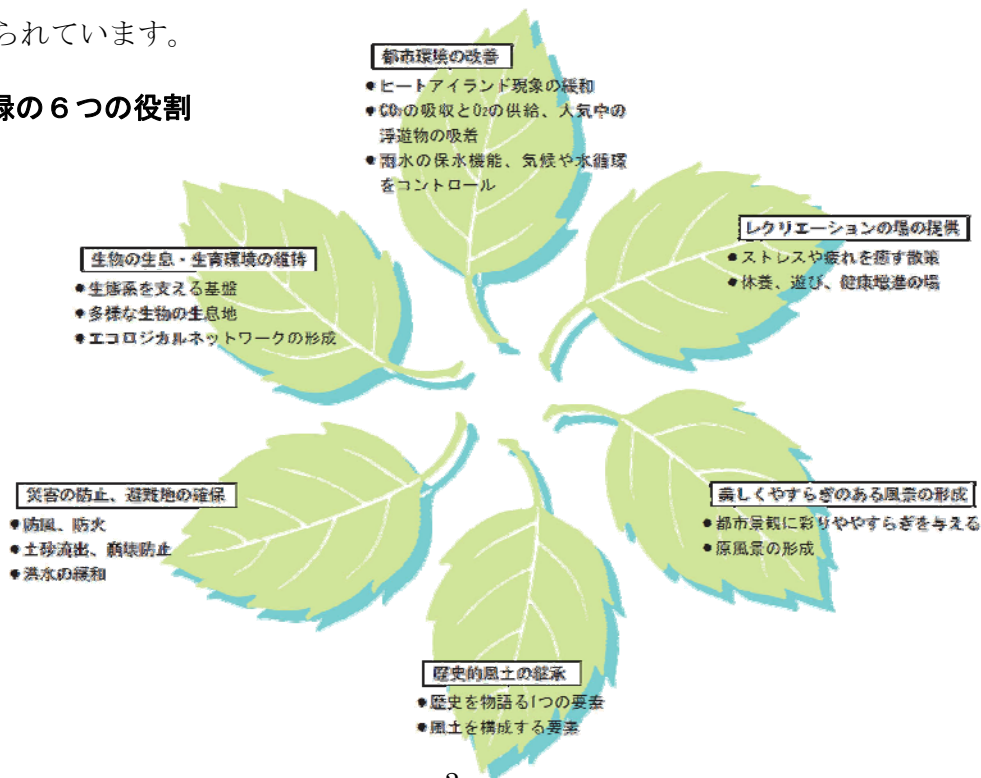 られています。
緑の６つの役割
都市環境の改善
●ヒートアイランド現象の緩和
●CO₂の吸収とO₂の供給、大気中の
浮遊物の吸着
●雨水の保水機能、気候や水循環
をコントロール
レクリエーションの場の提供
●ストレスや疲れを癒す散策
●休養、遊び、健康増進の場
生物の生息・生育環境の維持
●生態系を支える基盤
●多様な生物の生息地
●エコロジカルネットワークの形成
災害の防止、避難地の確保
●防風、防火
●土砂流出、崩壊防止
●洪水の緩和
美しくやすらぎのある風景の形成
●都市景観に彩りややすらぎを与える
●原風景の形成
歴史的風土の継承
●歴史を物語る1つの要素
●風土を構成する要素